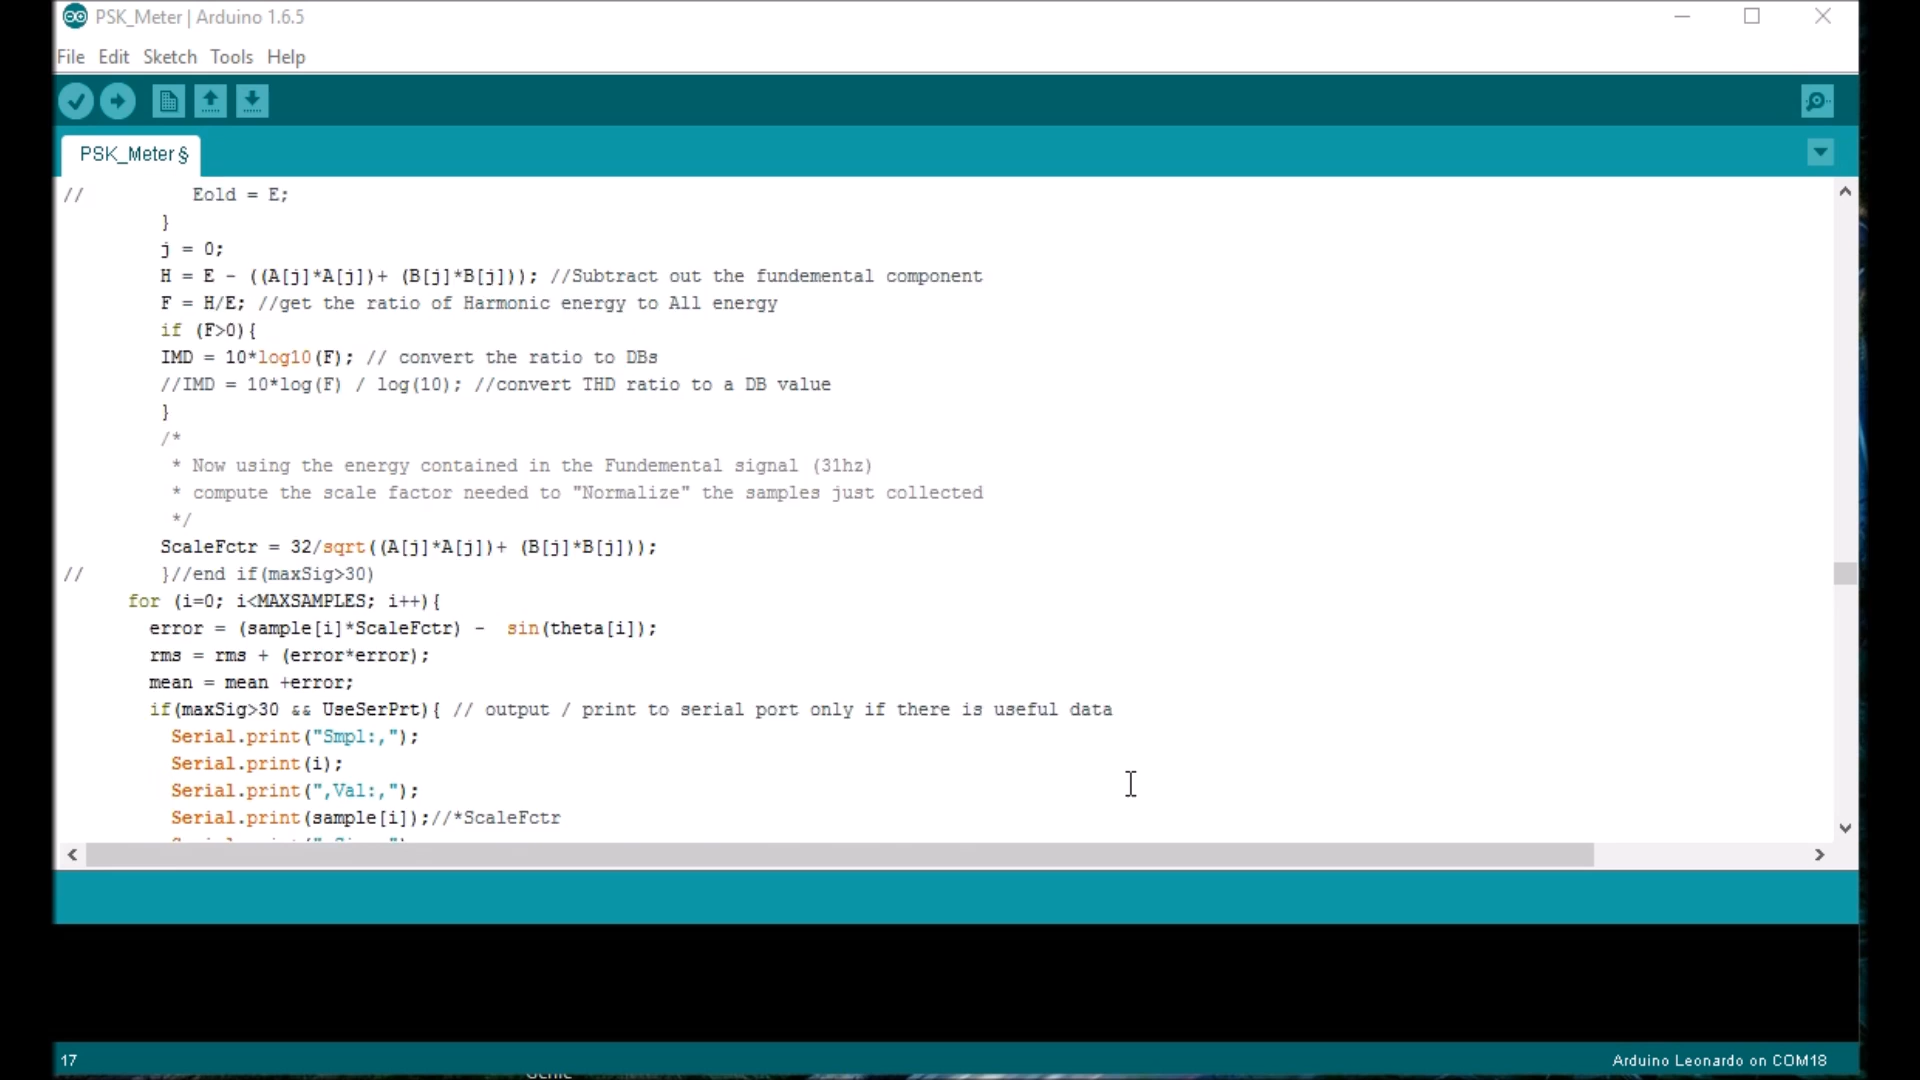 PSK_Meter | Arduino 1.6.5
File Edit Sketch Tools Help
PSK_Meter§
// Eold = E;
}
j = 0;
H = E - ((A[j]*A[j])+ (B[j]*B[j])); //Subtract out the fundemental component
F = H/E; //get the ratio of Harmonic energy to All energy
if (F>0){
IMD = 10*log10(F); // convert the ratio to DBs
//IMD = 10*log(F) / log(10); //convert THD ratio to a DB value
}
/*
* Now using the energy contained in the Fundemental signal (31hz)
* compute the scale factor needed to "Normalize" the samples just collected
*/
ScaleFctr = 32/sqrt((A[j]*A[j])+ (B[j]*B[j]));
// }//end if(maxSig>30)
for (i=0; i<MAXSAMPLES; i++){
error = (sample[i]*ScaleFctr) - sin(theta[i]);
rms = rms + (error*error);
mean = mean +error;
if(maxSig>30 && UseSerPrt){ // output / print to serial port only if there is useful data
Serial.print("Smpl:,");
Serial.print(i);
Serial.print(",Val:,");
Serial.print(sample[i]);//*ScaleFctr
17
Arduino Leonardo on COM18